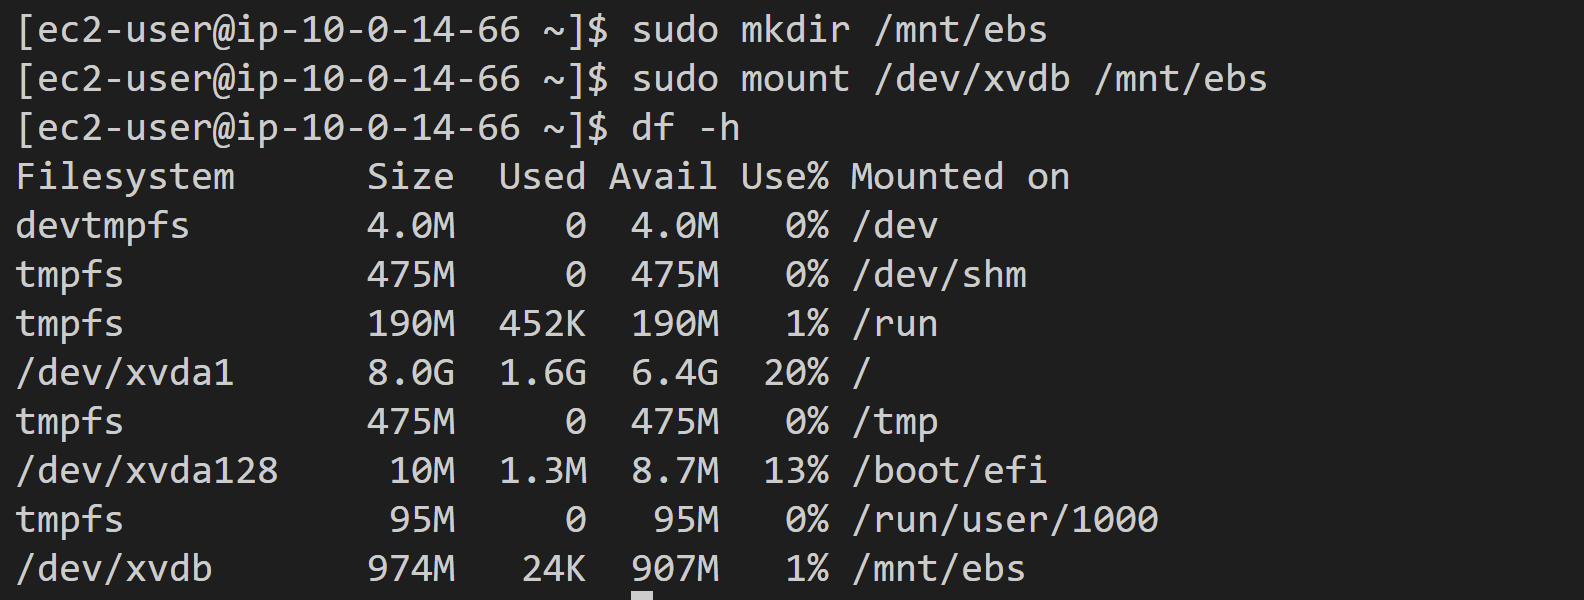 [ec2-user@ip-10-0-14-66 ~]$ sudo mkdir /mnt/ebs
[ec2-user@ip-10-0-14-66 ~]$ sudo mount /dev/xvdb /mnt/ebs
[ec2-user@ip-10-0-14-66 ~]$ df -h
Filesystem      Size  Used Avail Use% Mounted on
devtmpfs        4.0M     0  4.0M   0% /dev
tmpfs           475M     0  475M   0% /dev/shm
tmpfs           190M  452K  190M   1% /run
/dev/xvda1      8.0G  1.6G  6.4G  20% /
tmpfs           475M     0  475M   0% /tmp
/dev/xvda128     10M  1.3M  8.7M  13% /boot/efi
tmpfs            95M     0   95M   0% /run/user/1000
/dev/xvdb       974M   24K  907M   1% /mnt/ebs